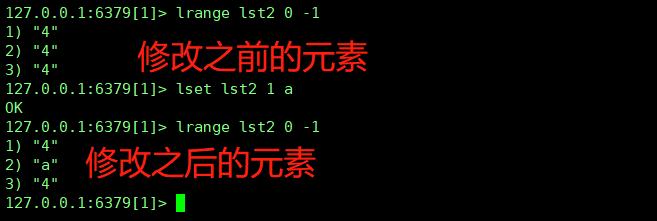 127.0.0.1:6379[1]> lrange lst2 0 -1
1) "4"
2) "4"
3) "4"
修改之前的元素
127.0.0.1:6379[1]> lset lst2 1 a
OK
127.0.0.1:6379[1]> lrange lst2 0 -1
1) "4"
2) "a"
3) "4"
修改之后的元素
127.0.0.1:6379[1]>